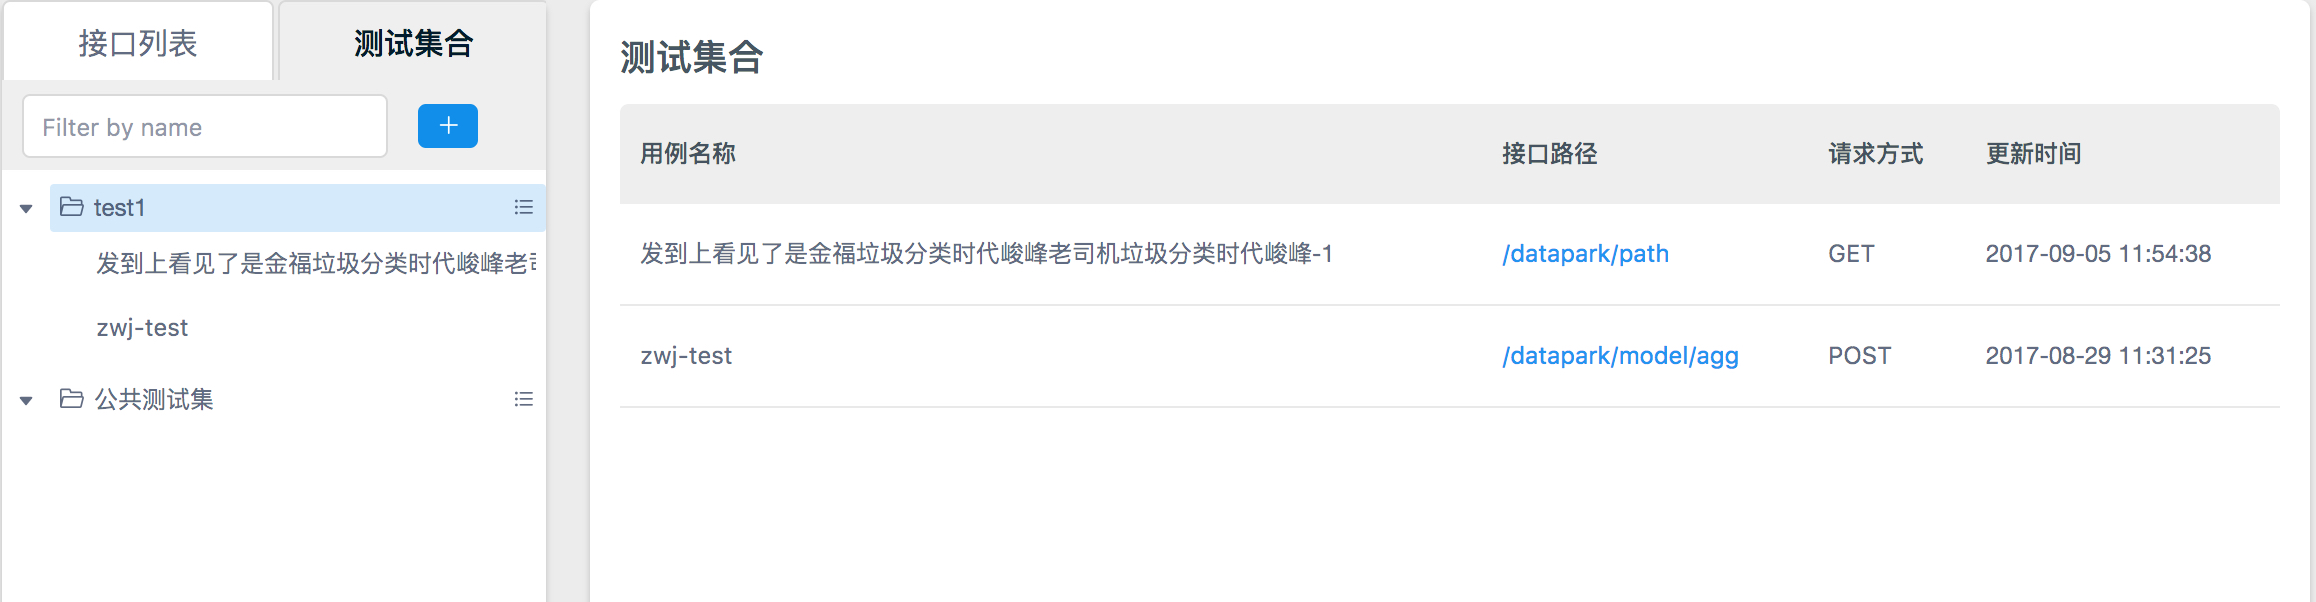 接口列表
测试集合
Filter by name
test1
发到上看见了是金福垃圾分类时代峻峰老
zwj-test
公共测试集
测试集合
用例名称 接口路径 请求方式 更新时间
发到上看见了是金福垃圾分类时代峻峰老司机垃圾分类时代峻峰-1 /datapark/path GET 2017-09-05 11:54:38
zwj-test /datapark/model/agg POST 2017-08-29 11:31:25